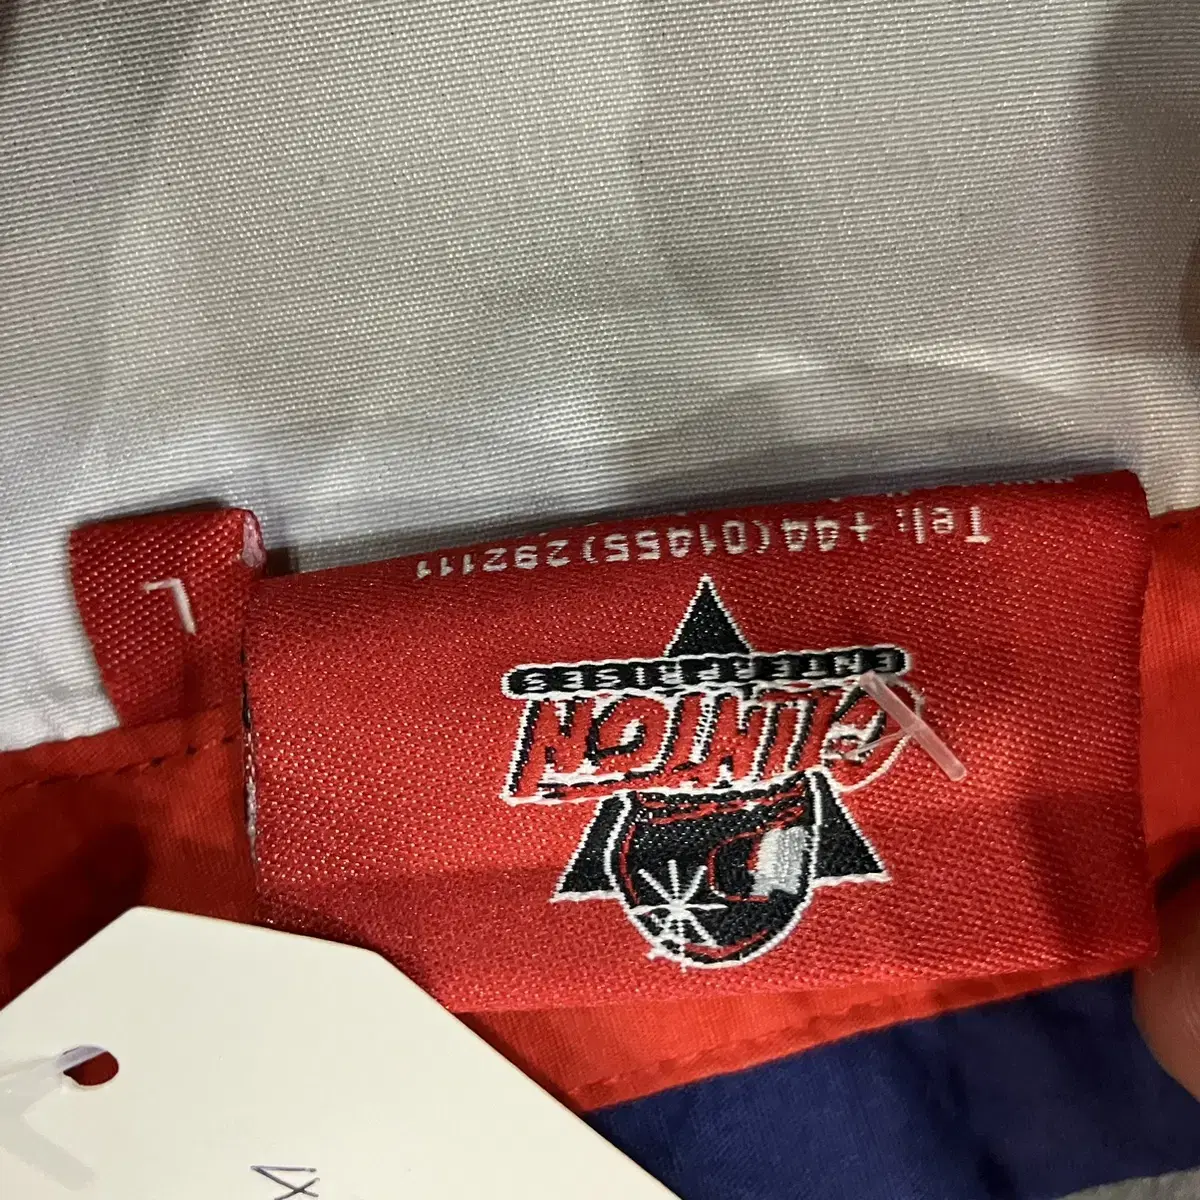 CLINTON
ENTERPRISES
Tel: +44(01455)292111
L